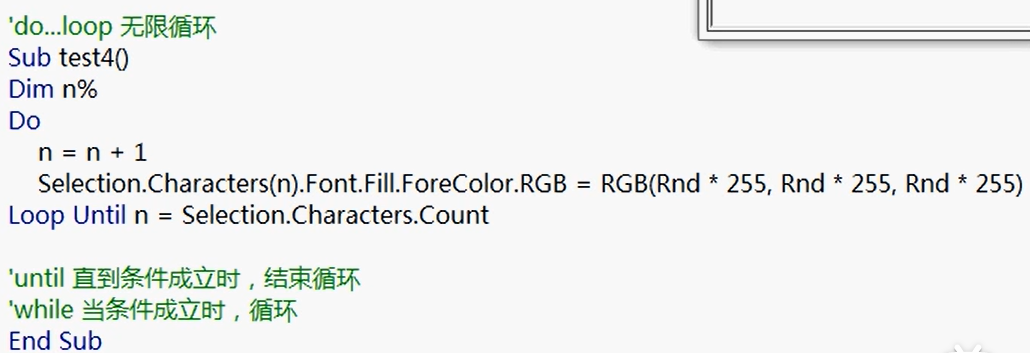 'do...loop 无限循环
Sub test4()
Dim n%
Do
n = n + 1
Selection.Characters(n).Font.Fill.ForeColor.RGB = RGB(Rnd * 255, Rnd * 255, Rnd * 255)
Loop Until n = Selection.Characters.Count
'until 直到条件成立时，结束循环
'while 当条件成立时，循环
End Sub